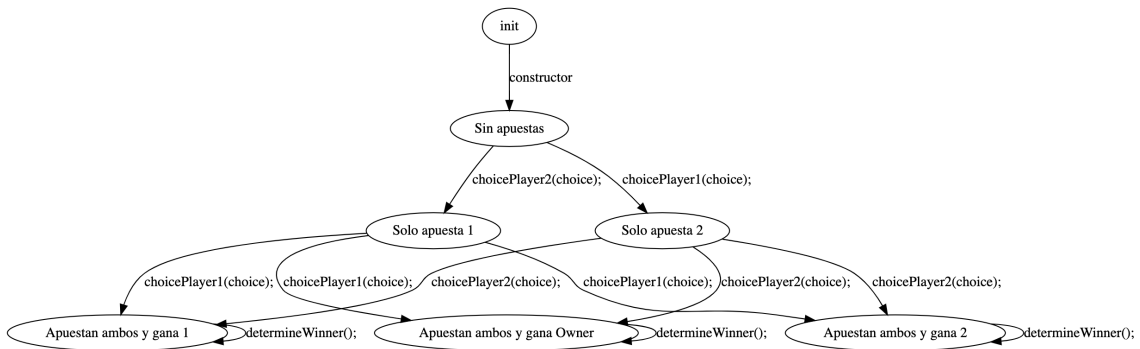 init
constructor
Sin apuestas
choicePlayer2(choice);
choicePlayer1(choice);
Solo apuesta 1
Solo apuesta 2
choicePlayer1(choice);
choicePlayer1(choice);
choicePlayer2(choice);
choicePlayer1(choice);
choicePlayer2(choice);
choicePlayer2(choice);
Apuestan ambos y gana 1
determineWinner();
Apuestan ambos y gana Owner
determineWinner();
Apuestan ambos y gana 2
determineWinner();